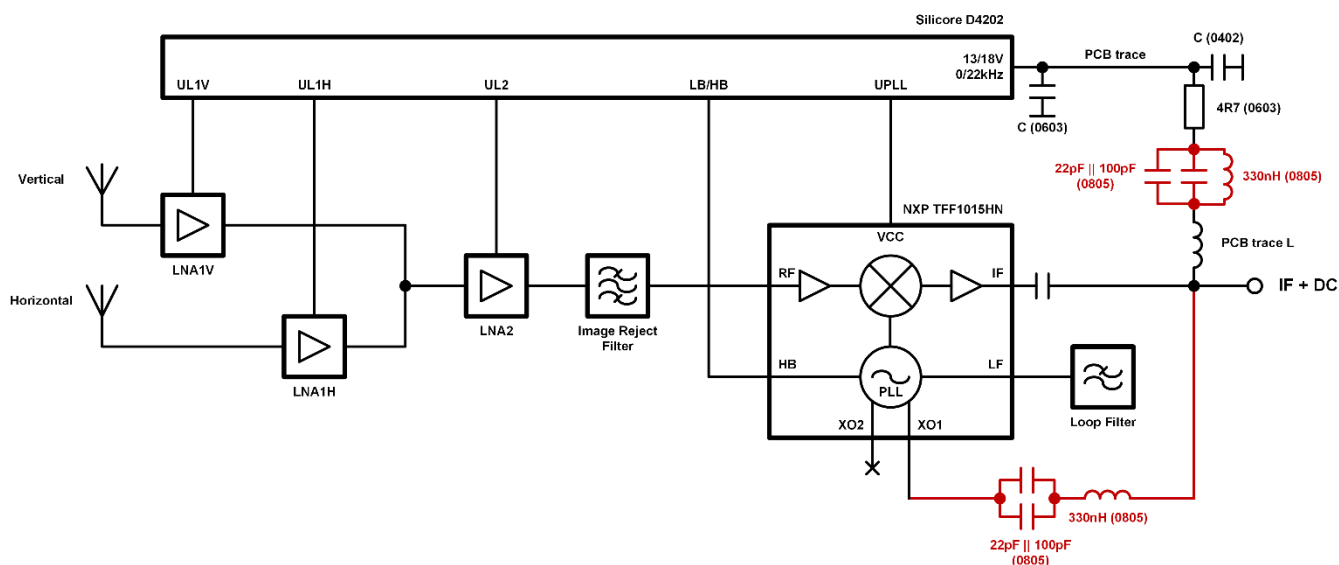 Silicore D4202
C (0402)
13/18V
0/22kHz
PCB trace
UL1V
UL1H
UL2
LB/HB
UPLL
C (0603)
4R7 (0603)
22pF || 100pF
(0805)
330nH (0805)
Vertical
LNA1V
NXP TFF1015HN
VCC
PCB trace L
RF
IF
IF + DC
Horizontal
LNA1H
LNA2
Image Reject
Filter
HB
LF
PLL
XO2
XO1
Loop Filter
330nH (0805)
22pF || 100pF
(0805)